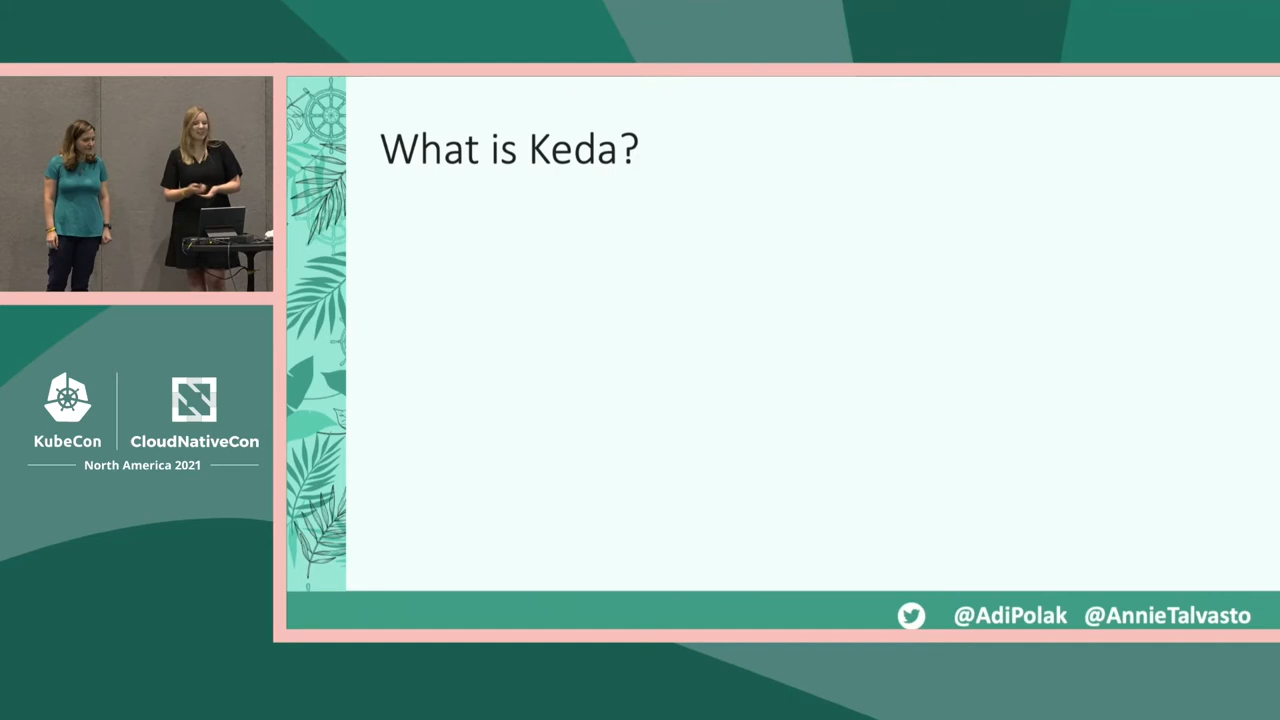 What is Keda?
KubeCon
CloudNativeCon
North America 2021
@AdiPolak @AnnieTalvasto